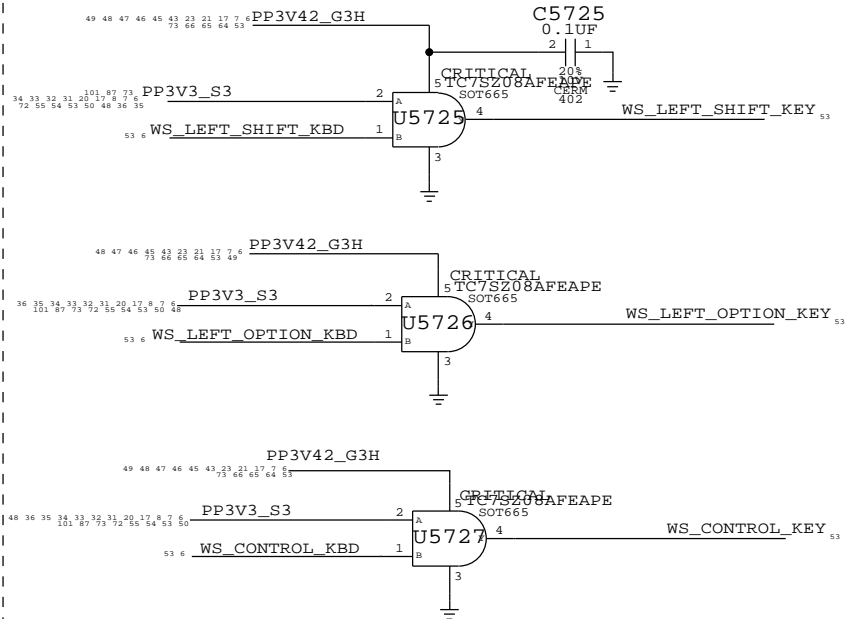 49 48 47 46 45 43 23 21 17 7 6
73 66 65 64 53
PP3V42_G3H
C5725
0.1UF
2 1
20%
CERM
402
CRITICAL
5 TC7SZ08AFEAPE
SOT665
101 87 73
34 33 32 31 20 17 8 7 6
72 55 54 53 50 48 36 35
PP3V3_S3
2
A
U5725
4
WS_LEFT_SHIFT_KEY 53
53 6 WS_LEFT_SHIFT_KBD
1
B
3
48 47 46 45 43 23 21 17 7 6
73 66 65 64 53 49
PP3V42_G3H
CRITICAL
5 TC7SZ08AFEAPE
SOT665
36 35 34 33 32 31 20 17 8 7 6
101 87 73 72 55 54 53 50 48
PP3V3_S3
2
A
U5726
4
WS_LEFT_OPTION_KEY 53
53 6 WS_LEFT_OPTION_KBD
1
B
3
PP3V42_G3H
49 48 47 46 45 43 23 21 17 7 6
73 66 65 64 53
CRITICAL
5 TC7SZ08AFEAPE
SOT665
48 36 35 34 33 32 31 20 17 8 7 6
101 87 73 72 55 54 53 50
PP3V3_S3
2
A
U5727
4
WS_CONTROL_KEY 53
53 6 WS_CONTROL_KBD
1
B
3